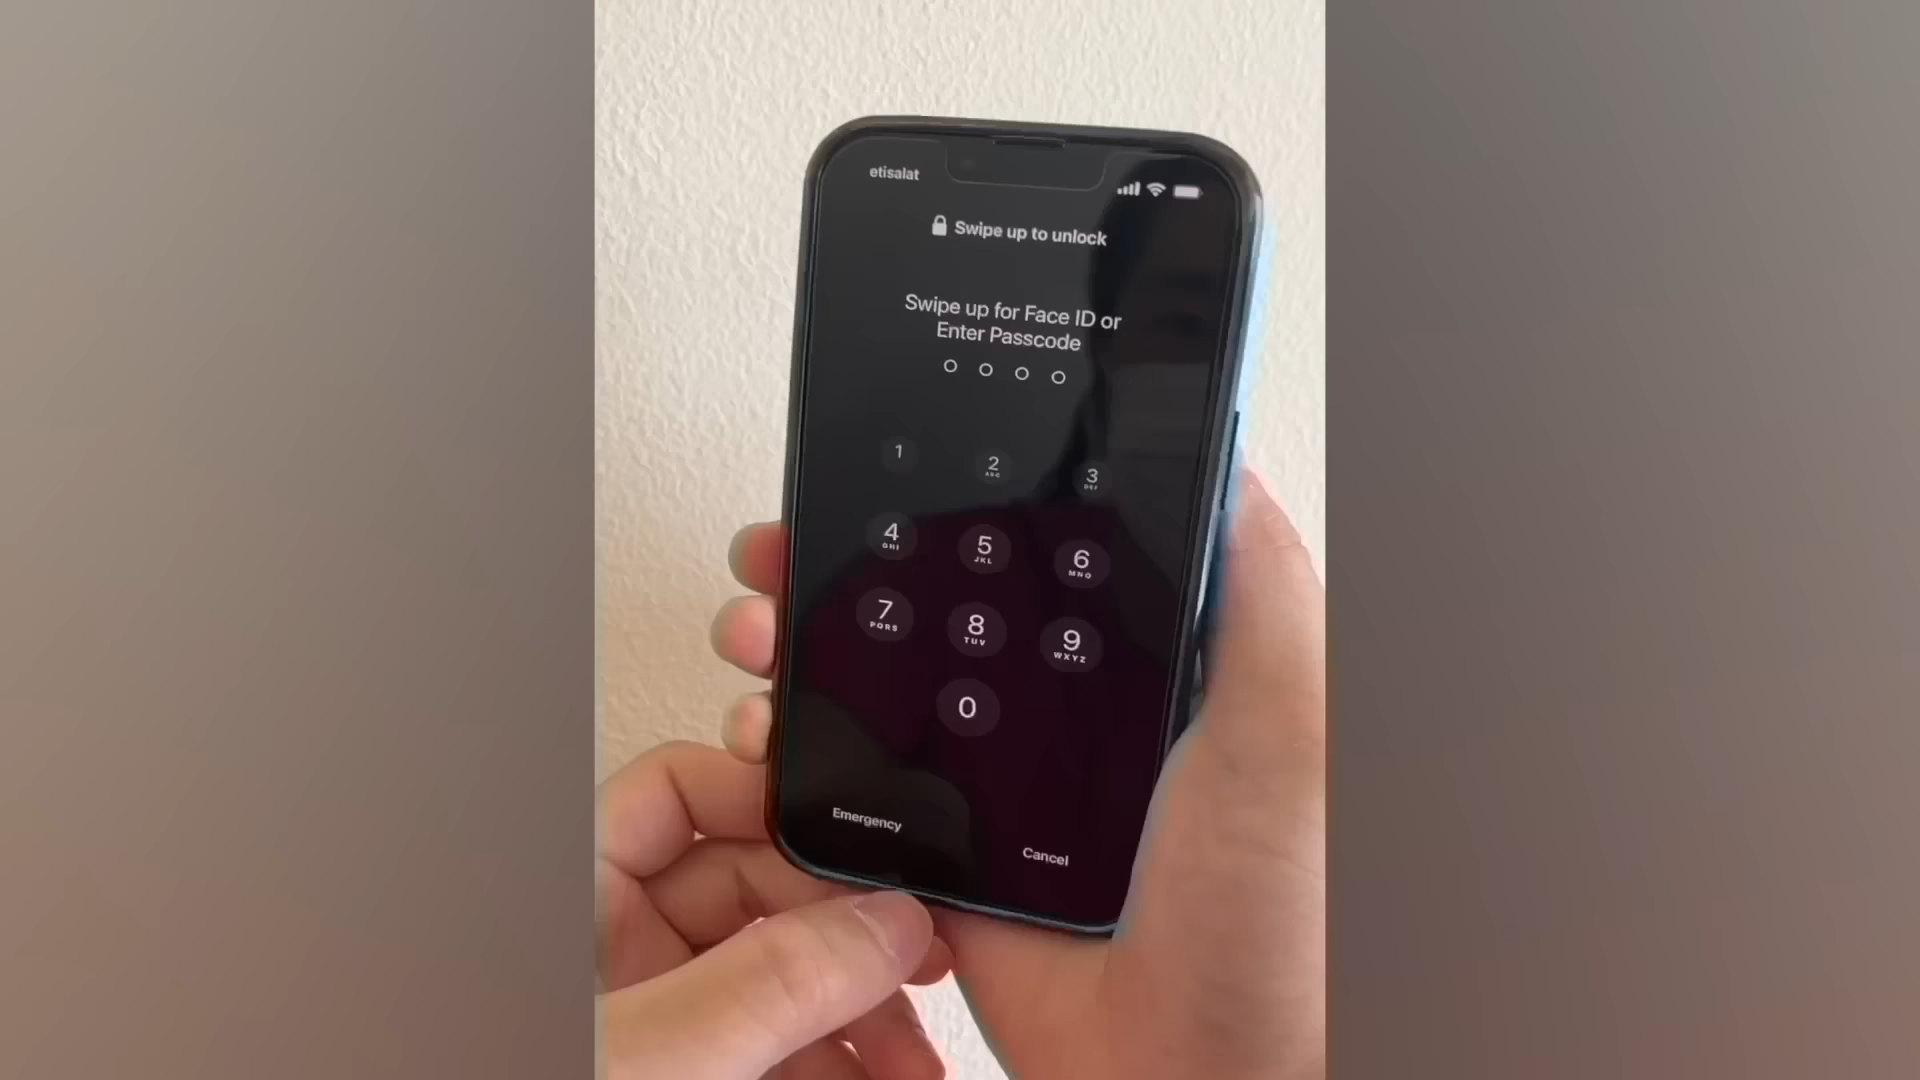 etisalat
Swipe up to unlock
Swipe up for Face ID or
Enter Passcode
1
2
ABC
3
DEF
4
GHI
5
JKL
6
MNO
7
PQRS
8
TUV
9
WXYZ
0
Emergency
Cancel